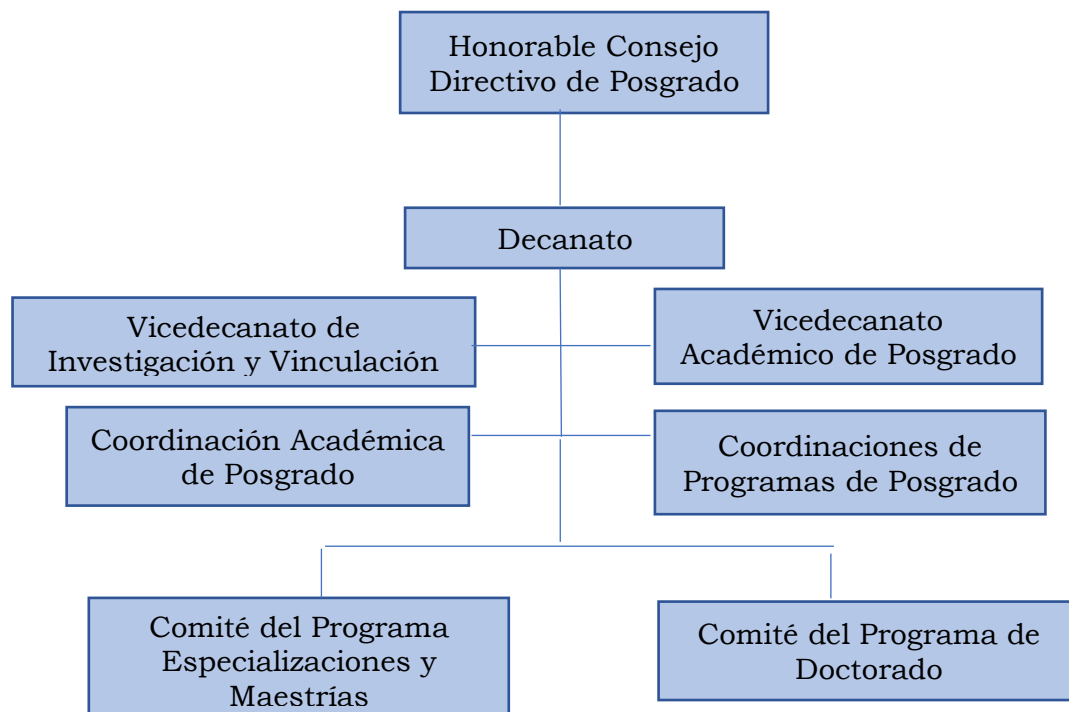 Honorable Consejo
Directivo de Posgrado
Decanato
Vicedecanato de
Investigación y Vinculación
Vicedecanato
Académico de Posgrado
Coordinación Académica
de Posgrado
Coordinaciones de
Programas de Posgrado
Comité del Programa
Especializaciones y
Maestrías
Comité del Programa de
Doctorado